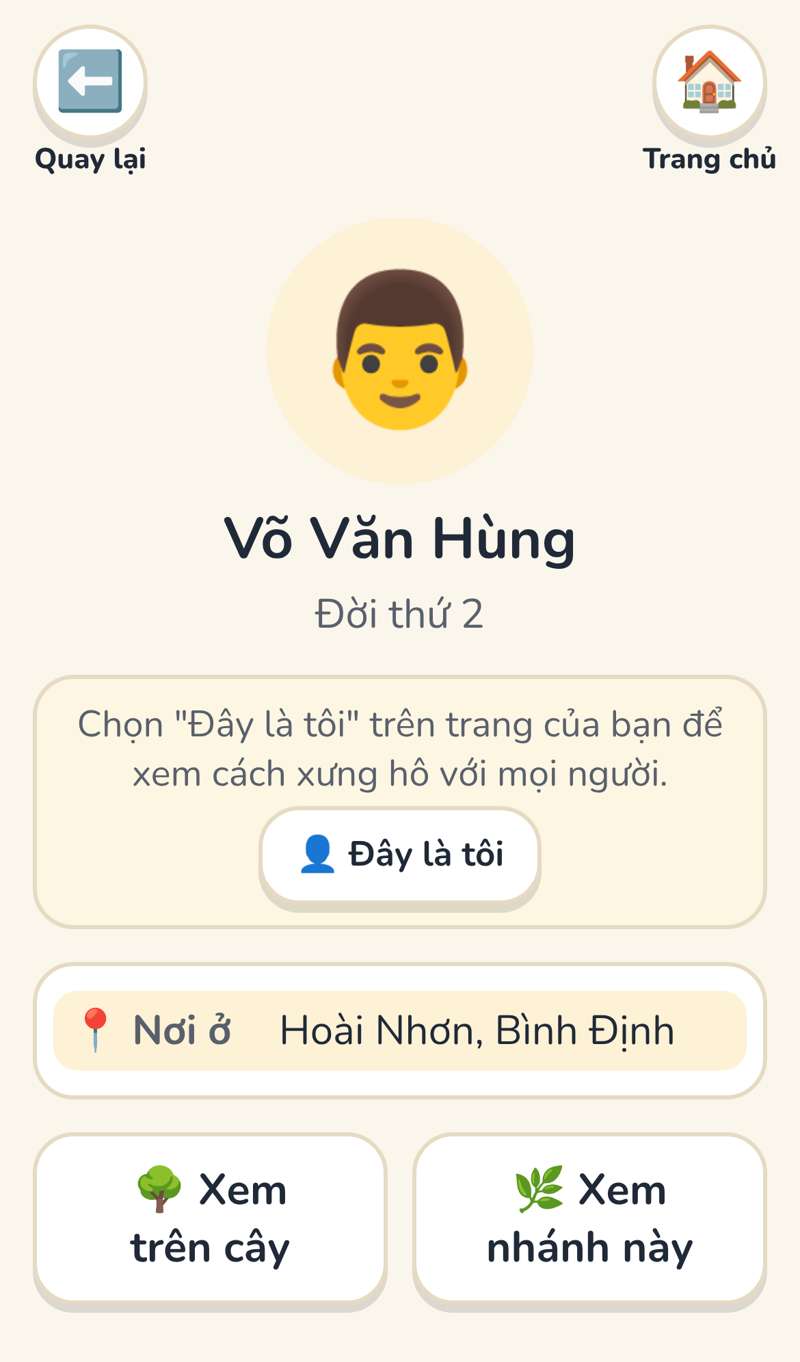 Quay lại
Trang chủ
Võ Văn Hùng
Đời thứ 2
Chọn "Đây là tôi" trên trang của bạn để
xem cách xưng hô với mọi người.
Đây là tôi
Nơi ở Hoài Nhơn, Bình Định
Xem
trên cây
Xem
nhánh này